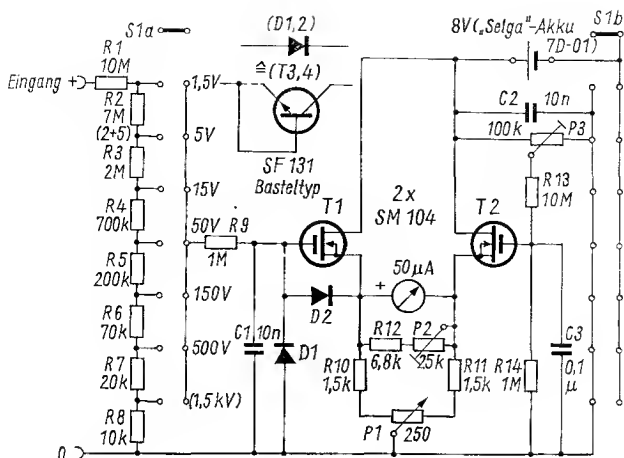 S1a
(D1,2)
8V („Selga"-Akku
7D-01)
S1b
R1
10M
Eingang +
R2
7M
(2+5)
R3
2M
R4
700k
R5
200k
R6
70k
R7
20k
R8
10k
0
1,5V
5V
15V
50V
150V
500V
(1,5kV)
≙(T3,4)
SF 131
Basteltyp
R9
1M
C1
10n
D1
D2
T1
2x
SM 104
T2
+
50µA
R12
6,8k
P2
25k
R10
1,5k
R11
1,5k
P1
250
C2
10n
100k
P3
R13
10M
R14
1M
C3
0,1
µ